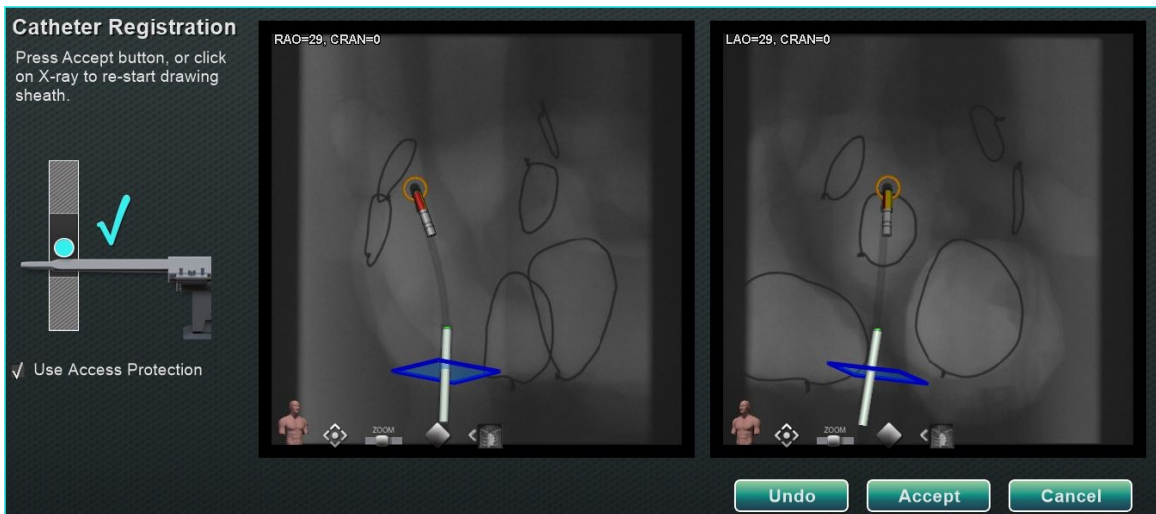 Catheter Registration
Press Accept button, or click
on X-ray to re-start drawing
sheath.
Use Access Protection
RAO=29, CRAN=0
ZOOM
LAO=29, CRAN=0
ZOOM
Undo
Accept
Cancel